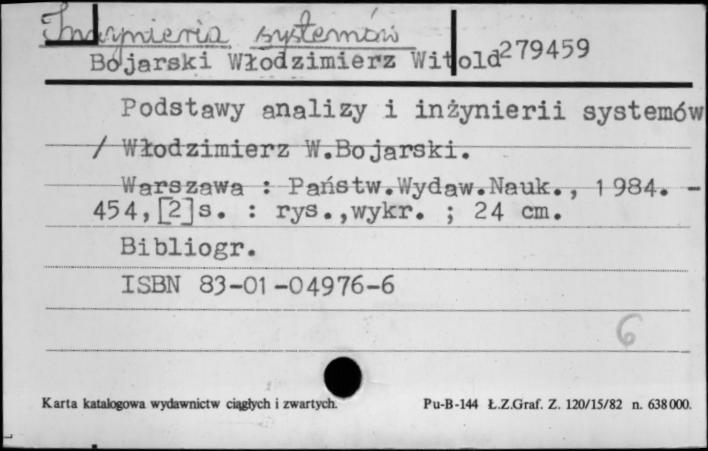 Inżynieria systemów
Bojarski Włodzimierz Witold 279459
Podstawy analizy i inżynierii systemów
/ Włodzimierz W.Bojarski.
Warszawa : Państw.Wydaw.Nauk., 1984. -
454,[2]s. : rys.,wykr. ; 24 cm.
Bibliogr.
ISBN 83-01-04976-6
6
Karta katalogowa wydawnictw ciągłych i zwartych. Pu-B-144 Ł.Z.Graf. Z. 120/15/82 n. 638000.